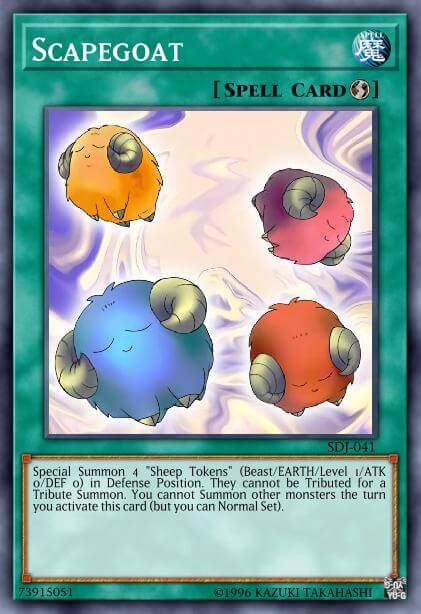 Scapegoat
SPELL
魔
[Spell Card]
SDJ-041
Special Summon 4 "Sheep Tokens" (Beast/EARTH/Level 1/ATK
0/DEF 0) in Defense Position. They cannot be Tributed for a
Tribute Summon. You cannot Summon other monsters the turn
you activate this card (but you can Normal Set).
73915051
©1996 KAZUKI TAKAHASHI